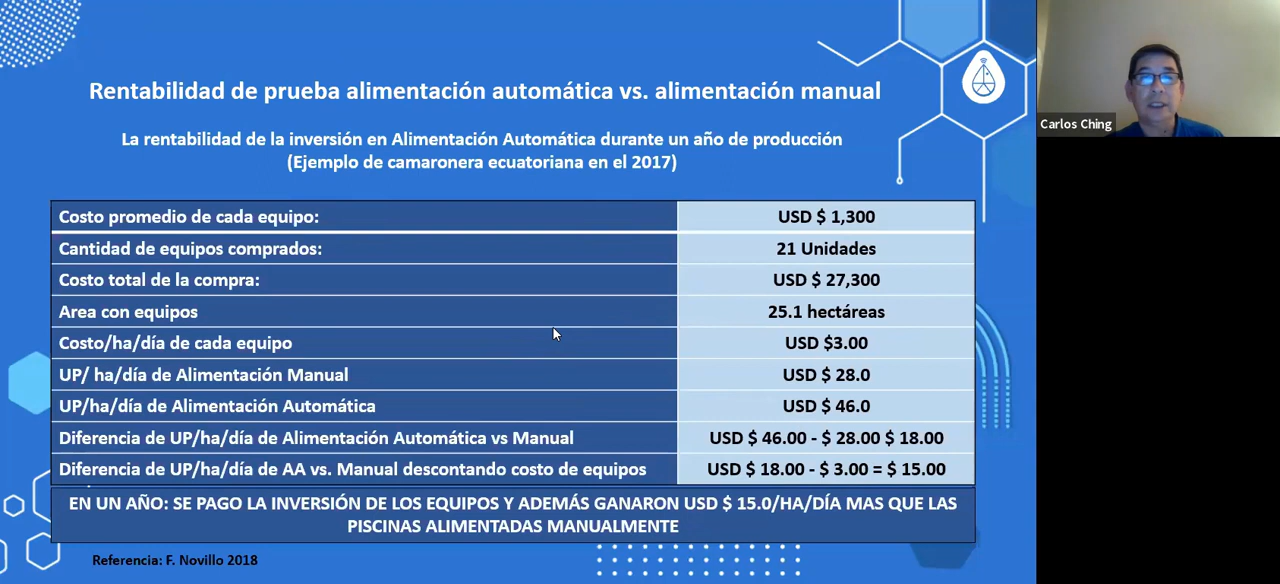 Rentabilidad de prueba alimentación automática vs. alimentación manual
La rentabilidad de la inversión en Alimentación Automática durante un año de producción
(Ejemplo de camaronera ecuatoriana en el 2017)
Carlos Ching
Costo promedio de cada equipo: USD $ 1,300
Cantidad de equipos comprados: 21 Unidades
Costo total de la compra: USD $ 27,300
Area con equipos 25.1 hectáreas
Costo/ha/día de cada equipo USD $3.00
UP/ ha/día de Alimentación Manual USD $ 28.0
UP/ha/día de Alimentación Automática USD $ 46.0
Diferencia de UP/ha/día de Alimentación Automática vs Manual USD $ 46.00 - $ 28.00 $ 18.00
Diferencia de UP/ha/día de AA vs. Manual descontando costo de equipos USD $ 18.00 - $ 3.00 = $ 15.00
EN UN AÑO: SE PAGO LA INVERSIÓN DE LOS EQUIPOS Y ADEMÁS GANARON USD $ 15.0/HA/DÍA MAS QUE LAS
PISCINAS ALIMENTADAS MANUALMENTE
Referencia: F. Novillo 2018